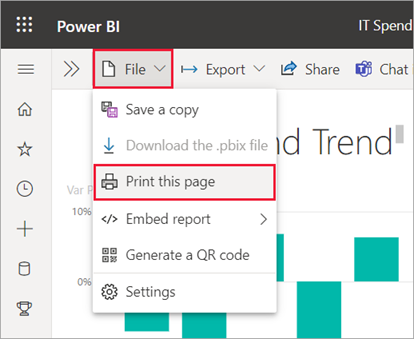 Power BI
IT Spend
File
Export
Share
Chat
Save a copy
Download the .pbix file
nd Trend
Print this page
Var P
Embed report
10%
Generate a QR code
0%
Settings